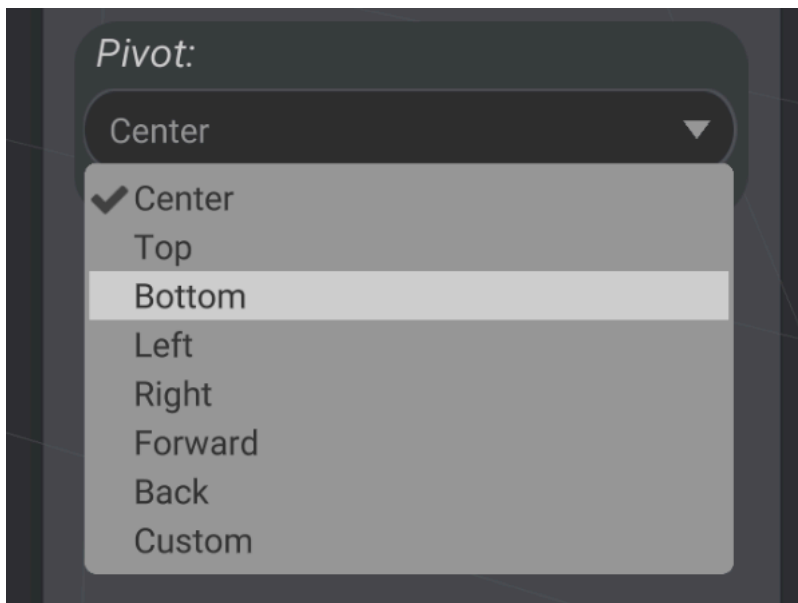 Pivot:
Center
Center
Top
Bottom
Left
Right
Forward
Back
Custom